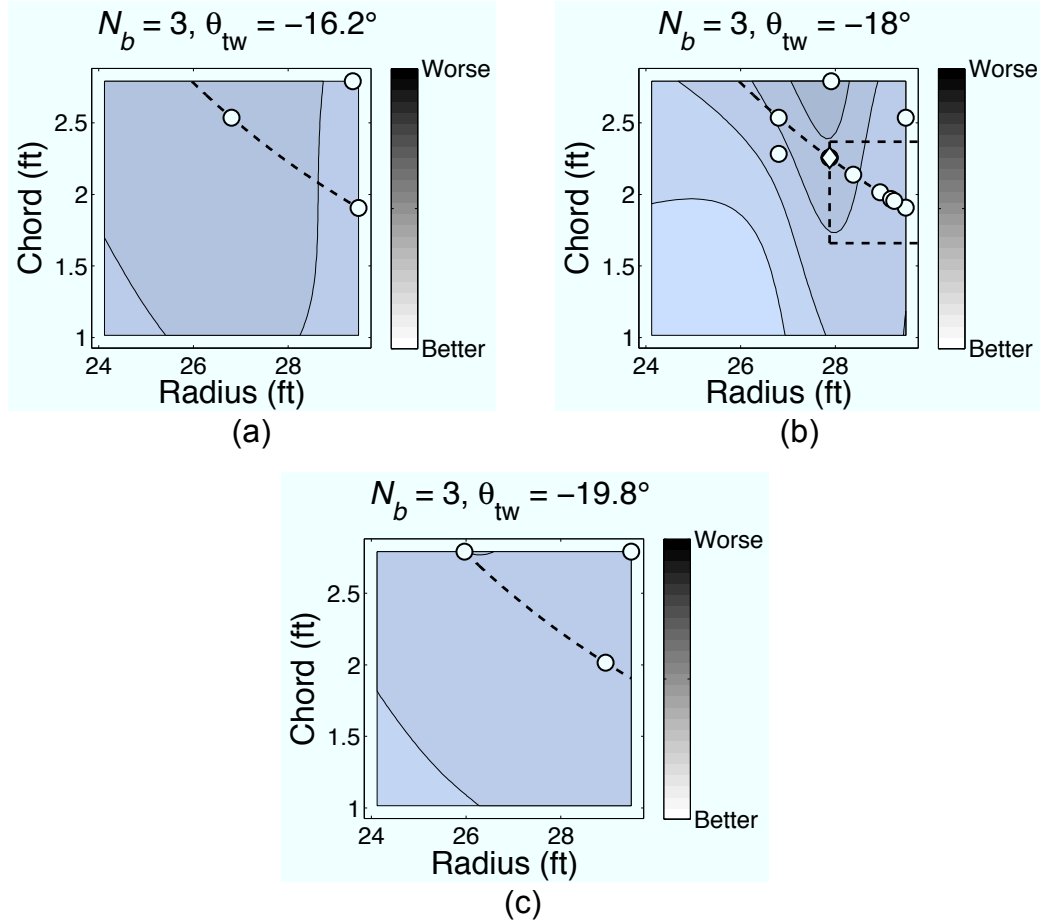 N_b = 3, θ_tw = −16.2°
Worse
Better
2.5
2
1.5
1
Chord (ft)
24
26
28
Radius (ft)
(a)
N_b = 3, θ_tw = −18°
Worse
Better
2.5
2
1.5
1
Chord (ft)
24
26
28
Radius (ft)
(b)
N_b = 3, θ_tw = −19.8°
Worse
Better
2.5
2
1.5
1
Chord (ft)
24
26
28
Radius (ft)
(c)